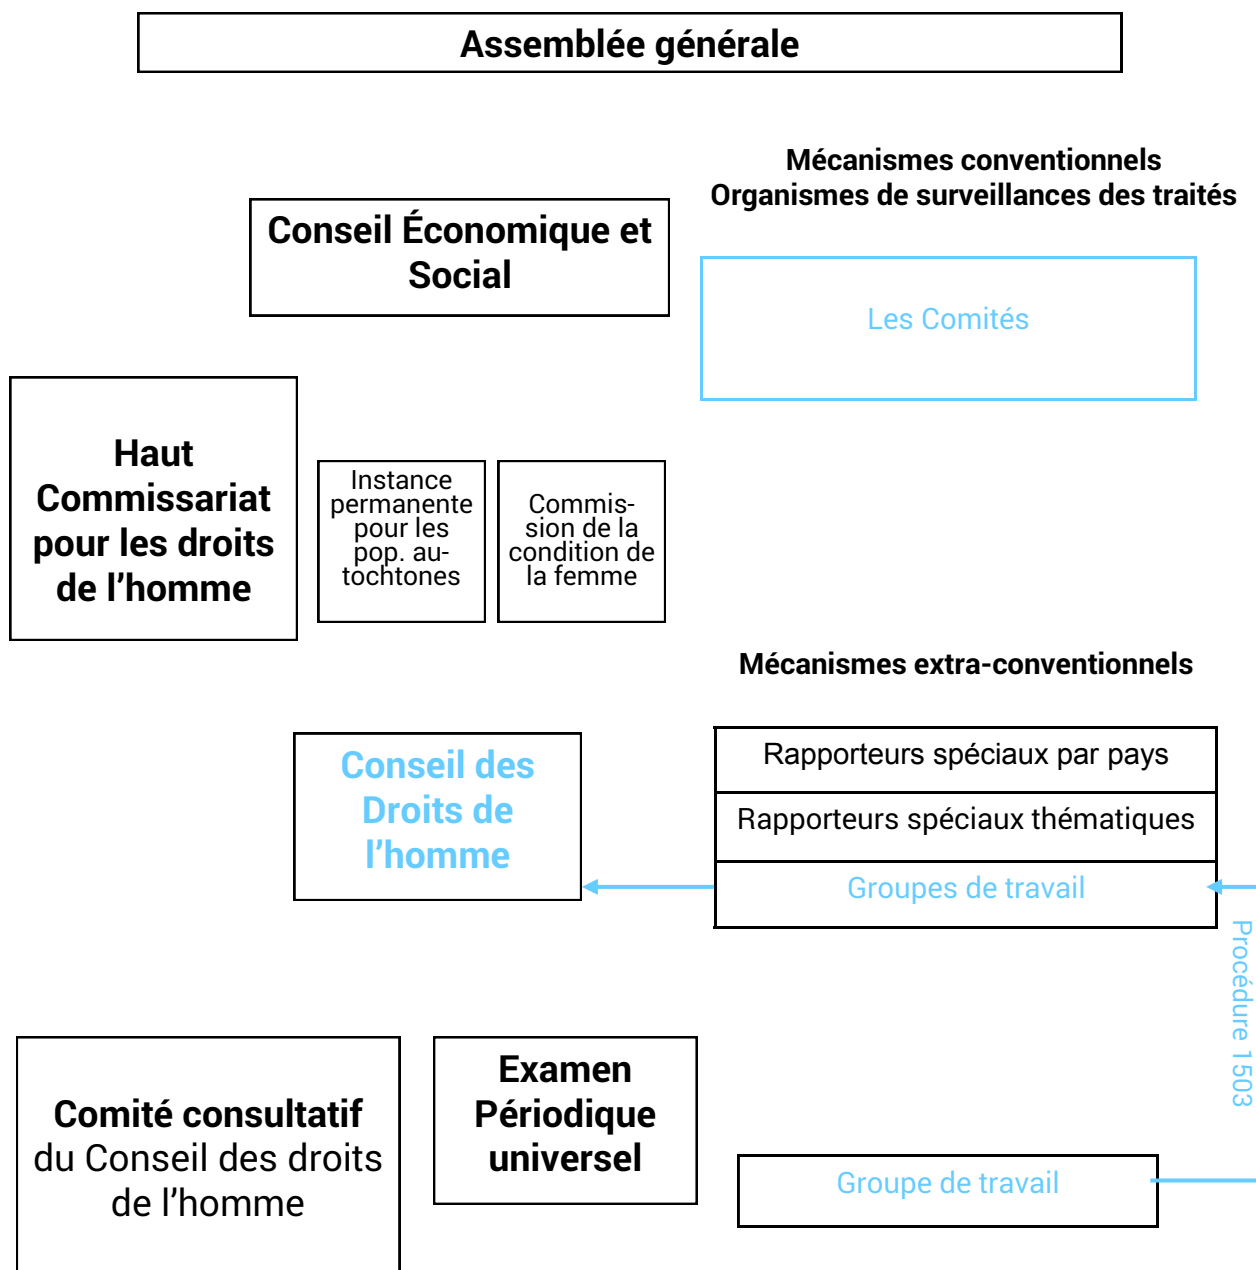 Assemblée générale
Mécanismes conventionnels
Organismes de surveillances des traités
Conseil Économique et
Social
Les Comités
Haut
Commissariat
pour les droits
de l’homme
Instance
permanente
pour les
pop. au-
tochtones
Commis-
sion de la
condition de
la femme
Mécanismes extra-conventionnels
Conseil des
Droits de
l’homme
Rapporteurs spéciaux par pays
Rapporteurs spéciaux thématiques
Groupes de travail
Procédure 1503
Comité consultatif
du Conseil des droits
de l’homme
Examen
Périodique
universel
Groupe de travail